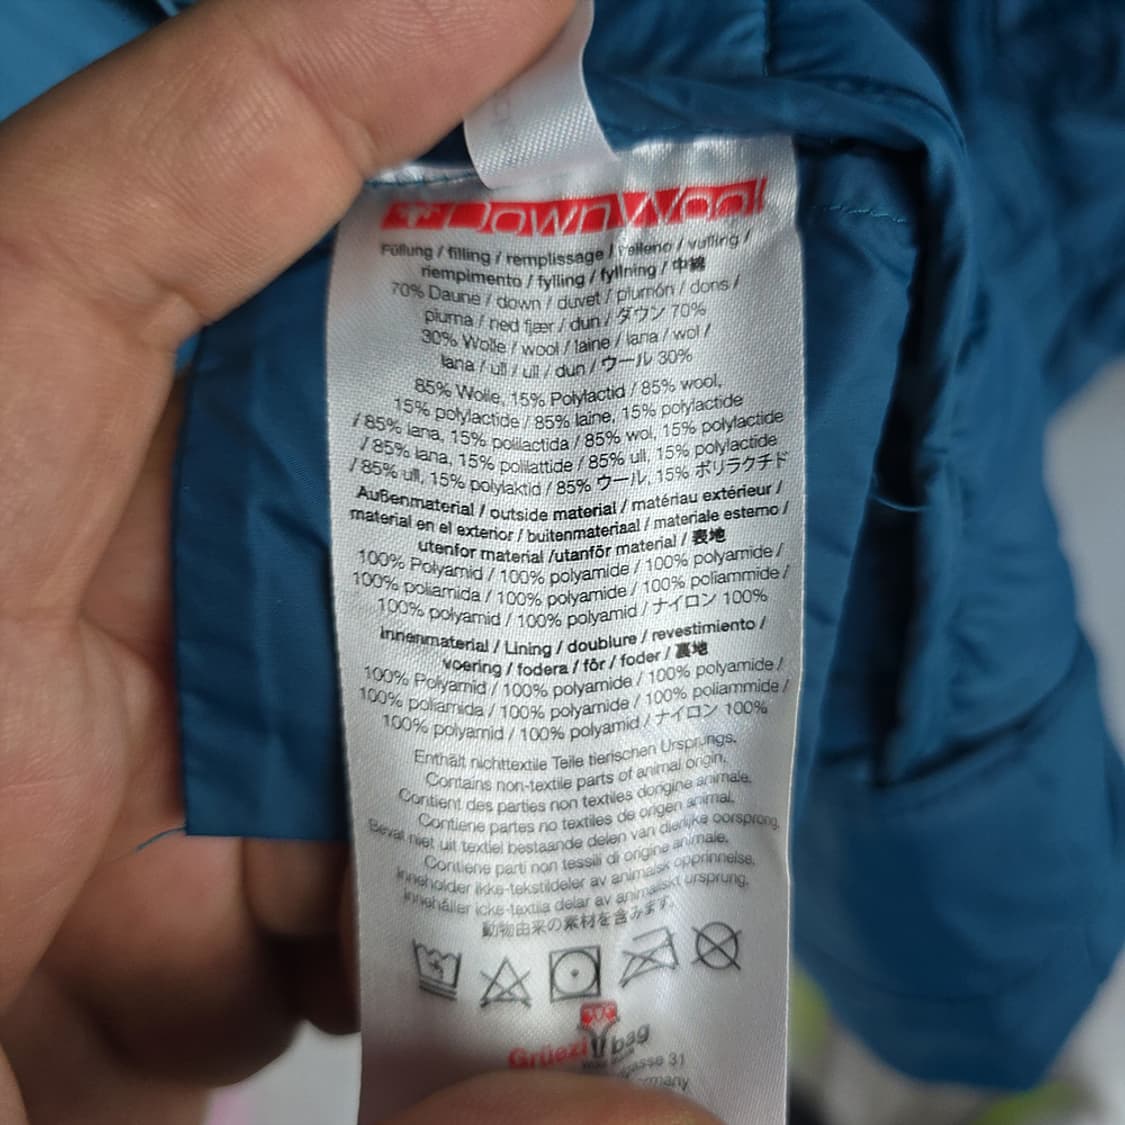 DownWool
Füllung / filling / remplissage / relleno / vulling /
riempimento / fylling / fyllning / 中綿
70% Daune / down / duvet / plumón / dons /
piuma / ned fjær / dun / ダウン 70%
30% Wolle / wool / laine / lana / wol /
lana / ull / ull / dun / ウール 30%
85% Wolle, 15% Polylactid / 85% wool,
15% polylactide / 85% laine, 15% polylactide
/ 85% lana, 15% polilactida / 85% wol, 15% polylactide
/ 85% lana, 15% polilattide / 85% ull, 15% polylactide
/ 85% ull, 15% polylaktid / 85% ウール, 15% ポリラクチド
Außenmaterial / outside material / matériau extérieur /
material en el exterior / buitenmateriaal / materiale esterno /
utenfor material /utanför material / 表地
100% Polyamid / 100% polyamide / 100% polyamide /
100% poliamida / 100% polyamide / 100% poliammide /
100% polyamid / 100% polyamid / ナイロン 100%
Innenmaterial / Lining / doublure / revestimiento /
voering / fodera / fôr / foder / 裏地
100% Polyamid / 100% polyamide / 100% polyamide /
100% poliamida / 100% polyamide / 100% poliammide /
100% polyamid / 100% polyamid / ナイロン 100%
Enthält nichttextile Teile tierischen Ursprungs.
Contains non-textile parts of animal origin.
Contient des parties non textiles dorigine animale.
Contiene partes no textiles de origen animal.
Bevat niet uit textiel bestaande delen van dierlijke oorsprong.
Contiene parti non tessili di origine animale.
Inneholder ikke-tekstildeler av animalsk opprinnelse.
Innehåller icke-textila delar av animaliskt ursprung.
動物由来の素材を含みます。
Grüezi bag
gasse 31
rmany